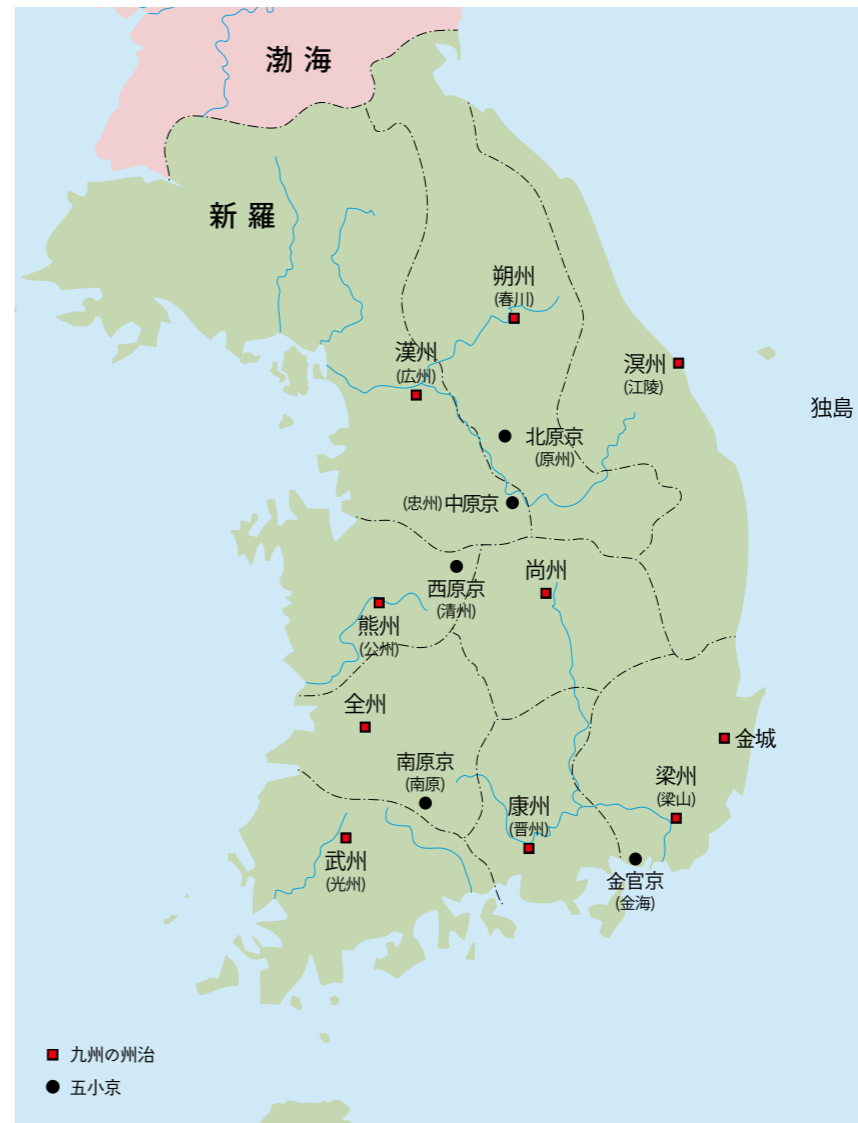 渤海
新羅
朔州
(春川)
漢州
(広州)
溟州
(江陵)
独島
北原京
(原州)
(忠州)中原京
西原京
(清州)
尚州
熊州
(公州)
全州
金城
南原京
(南原)
梁州
(梁山)
康州
(晋州)
武州
(光州)
金官京
(金海)
九州の州治
五小京